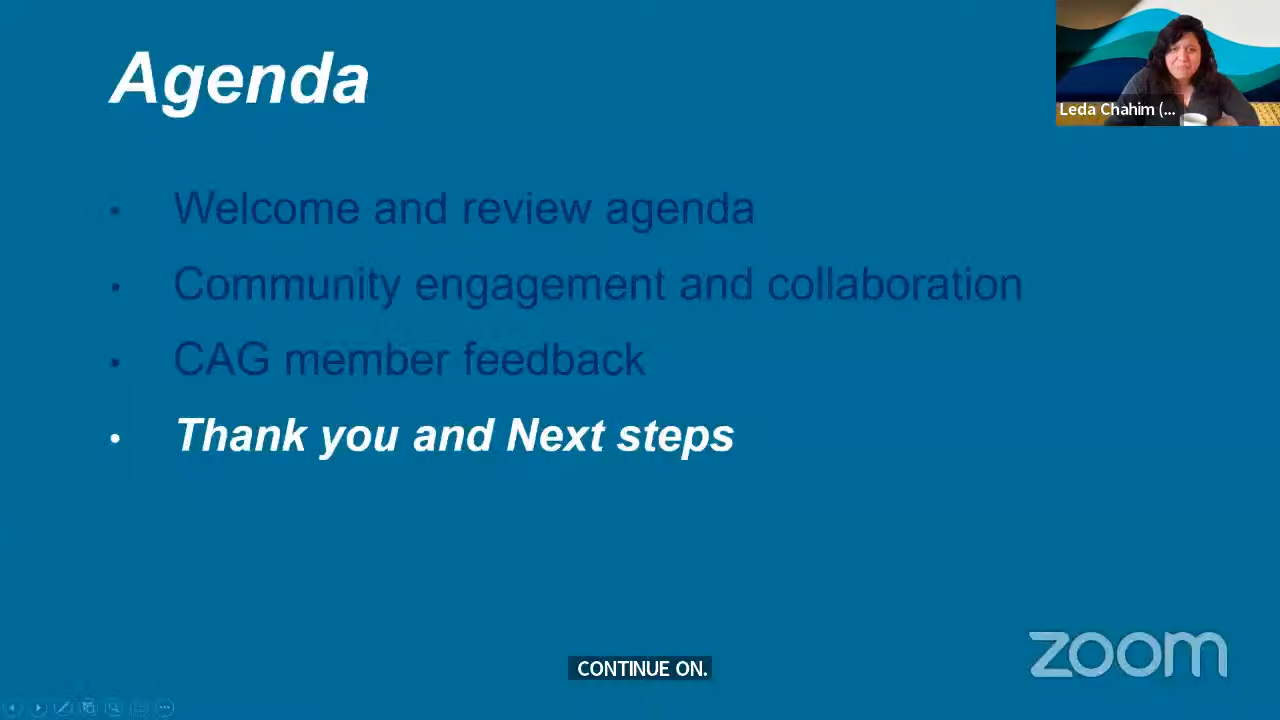 Agenda
Leda Chahim (...
• Welcome and review agenda
• Community engagement and collaboration
• CAG member feedback
• Thank you and Next steps
CONTINUE ON.
zoom